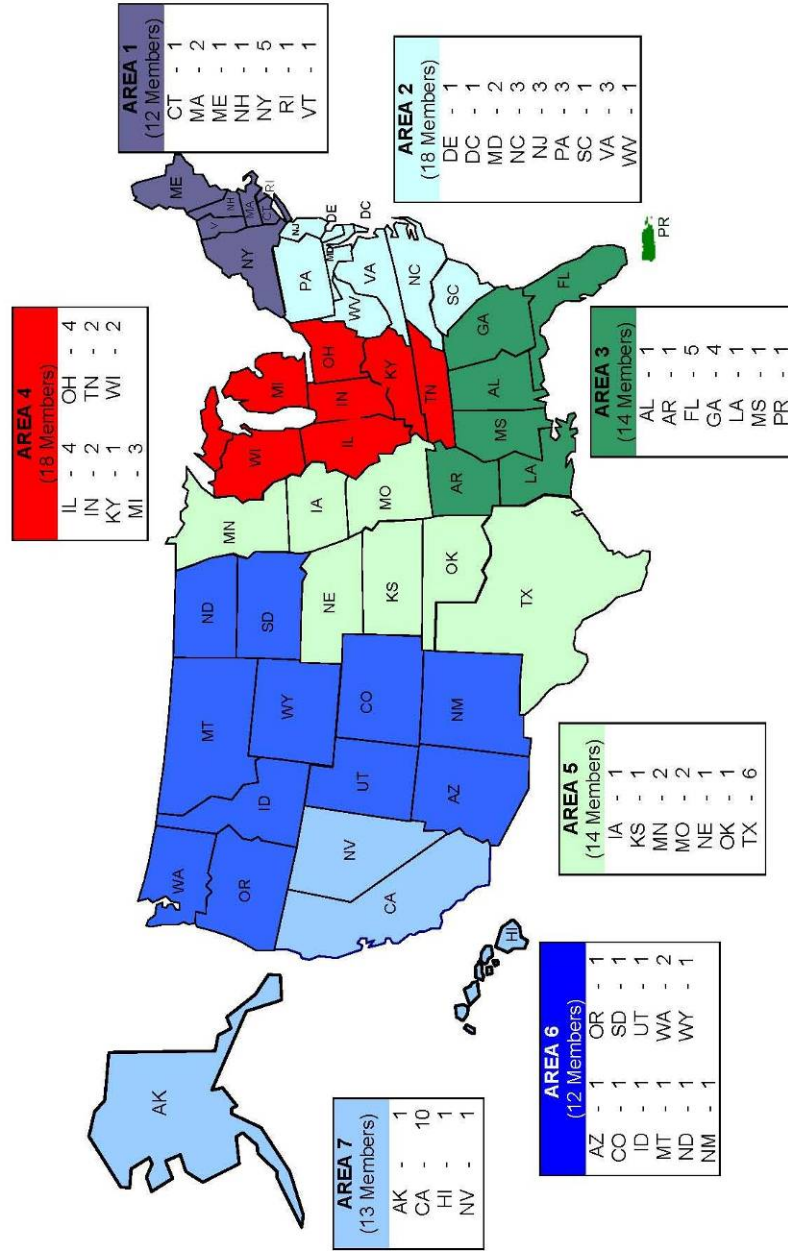 AREA 1
(12 Members)
CT - 1
MA - 2
ME - 1
NH - 1
NY - 5
RI - 1
VT - 1
AREA 2
(18 Members)
DE - 1
DC - 1
MD - 2
NC - 3
NJ - 3
PA - 3
SC - 1
VA - 3
WV - 1
AREA 4
(18 Members)
IL - 4 OH - 4
IN - 2 TN - 2
KY - 1 WI - 2
MI - 3
AREA 3
(14 Members)
AL - 1
AR - 1
FL - 5
GA - 4
LA - 1
MS - 1
PR - 1
AREA 5
(14 Members)
IA - 1
KS - 1
MN - 2
MO - 2
NE - 1
OK - 1
TX - 6
AREA 7
(13 Members)
AK - 1
CA - 10
HI - 1
NV - 1
AREA 6
(12 Members)
AZ - 1 OR - 1
CO - 1 SD - 1
ID - 1 UT - 1
MT - 1 WA - 2
ND - 1 WY - 1
NM - 1
AK
HI
WA
OR
CA
NV
ID
MT
WY
UT
AZ
CO
NM
ND
SD
NE
KS
OK
TX
MN
IA
MO
AR
LA
WI
IL
MI
IN
OH
KY
TN
MS
AL
GA
FL
SC
NC
VA
WV
PA
MD
DE
DC
NJ
NY
V
NH
MA
CT
RI
ME
PR